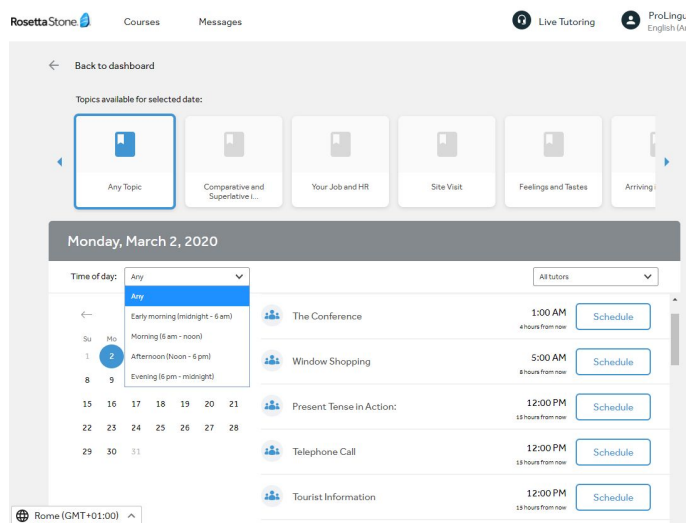 RosettaStone
Courses
Messages
Live Tutoring
ProLingu
English (A
Back to dashboard
Topics available for selected date:
Any Topic
Comparative and
Superlative i...
Your Job and HR
Site Visit
Feelings and Tastes
Arriving
Monday, March 2, 2020
Time of day:
Any
All tutors
Any
Early morning (midnight - 6 am)
Morning (6 am - noon)
Afternoon (Noon - 6 pm)
Evening (6 pm - midnight)
Su Mo
1 2
8 9
15 16 17 18 19 20 21
22 23 24 25 26 27 28
29 30 31
The Conference
1:00 AM
4 hours from now
Schedule
Window Shopping
5:00 AM
8 hours from now
Schedule
Present Tense in Action:
12:00 PM
15 hours from now
Schedule
Telephone Call
12:00 PM
15 hours from now
Schedule
Tourist Information
12:00 PM
15 hours from now
Schedule
Rome (GMT+01:00)